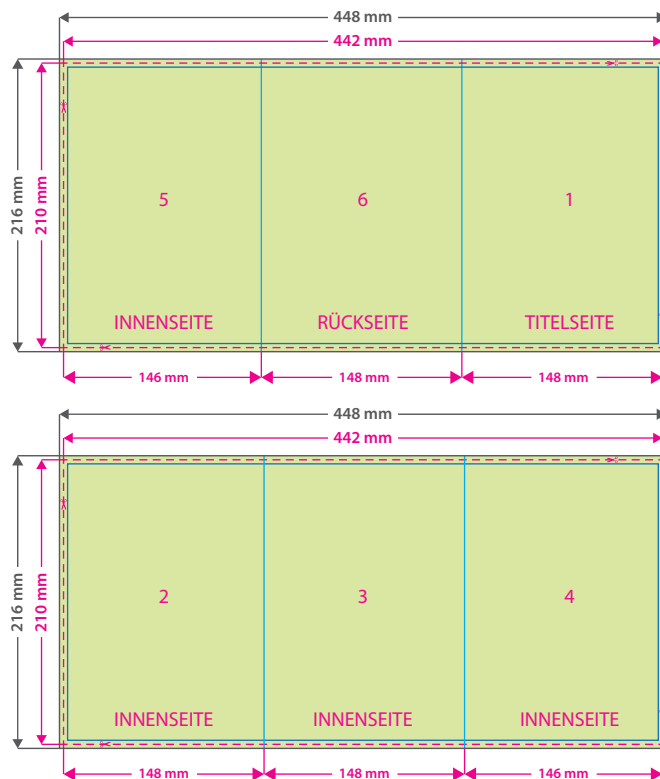 448 mm
442 mm
216 mm
210 mm
5 6 1
INNENSEITE RÜCKSEITE TITELSEITE
146 mm 148 mm 148 mm
448 mm
442 mm
216 mm
210 mm
2 3 4
INNENSEITE INNENSEITE INNENSEITE
148 mm 148 mm 146 mm